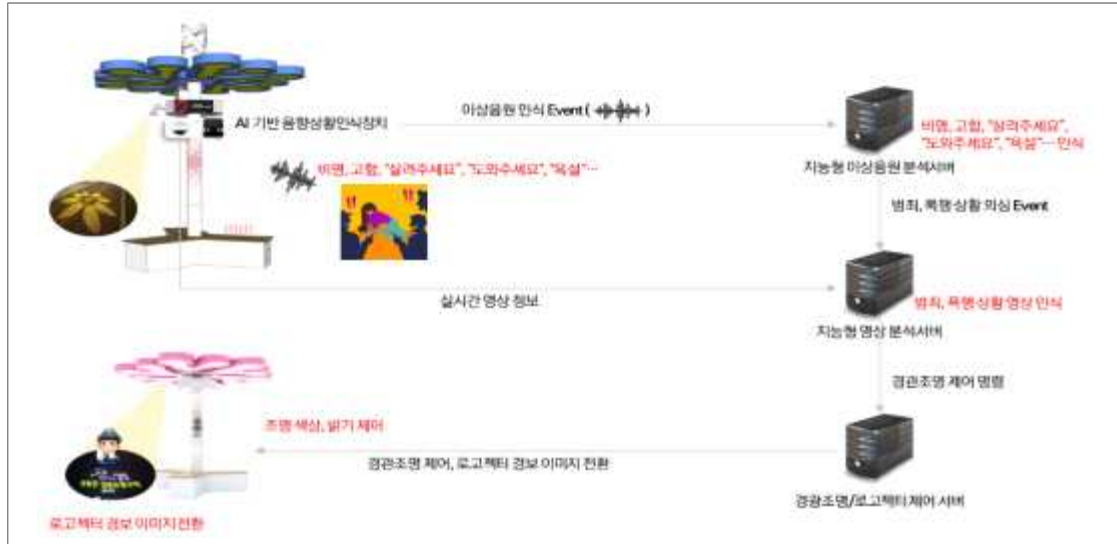 이상음원 인식 Event ( )
AI 기반 음향상황인식장치
비명, 고함, "살려주세요", "도와주세요", "욕설"…
비명, 고함, "살려주세요",
"도와주세요", "욕설"… 인식
지능형 이상음원 분석서버
범죄, 폭행 상황 의심 Event
실시간 영상 정보
범죄, 폭행 상황 영상 인식
지능형 영상 분석서버
경관조명 제어 명령
조명 색상, 밝기 제어
경관조명 제어, 로고젝터 경보 이미지 전환
경광조명/로고젝터 제어 서버
로고젝터 경보 이미지 전환